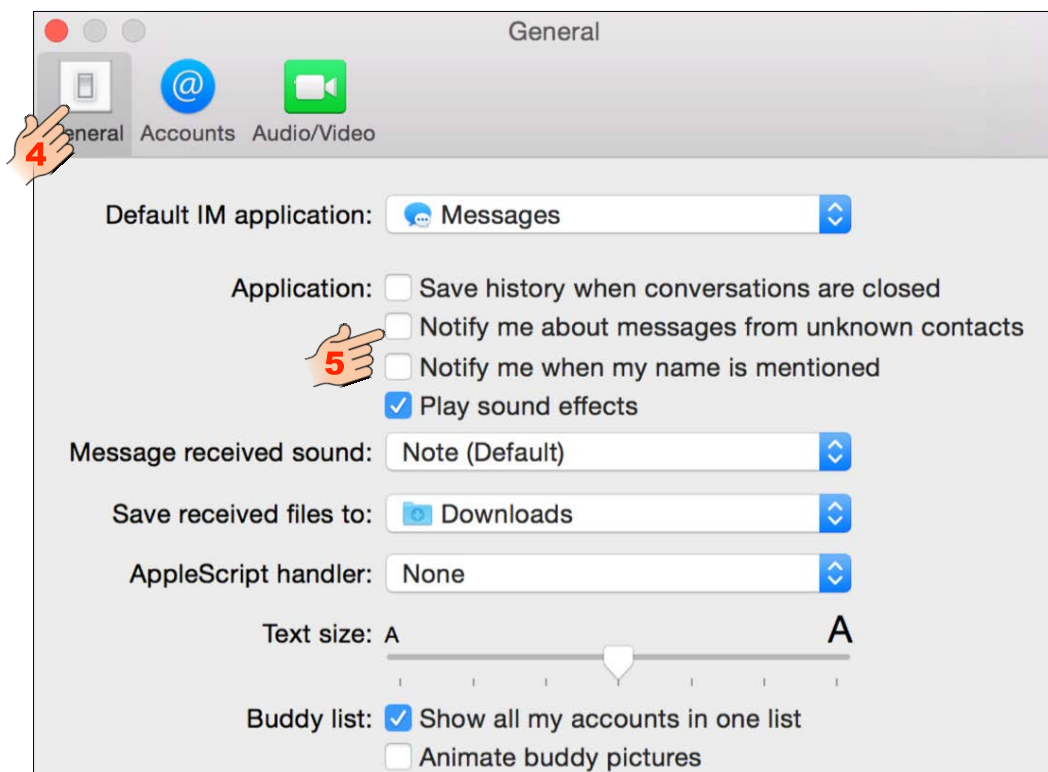 General
@
eneral Accounts Audio/Video
4
Default IM application: Messages
Application: Save history when conversations are closed
Notify me about messages from unknown contacts
5
Notify me when my name is mentioned
Play sound effects
Message received sound: Note (Default)
Save received files to: Downloads
AppleScript handler: None
Text size: A A
Buddy list: Show all my accounts in one list
Animate buddy pictures